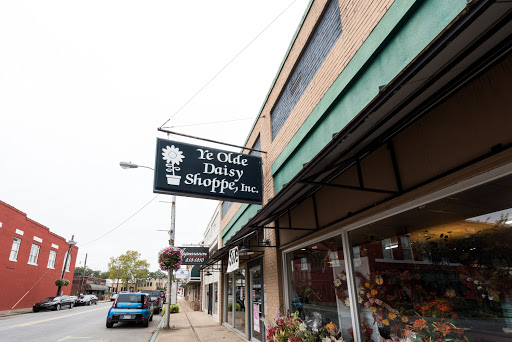 Ye Olde
Daisy
Shoppe, Inc.